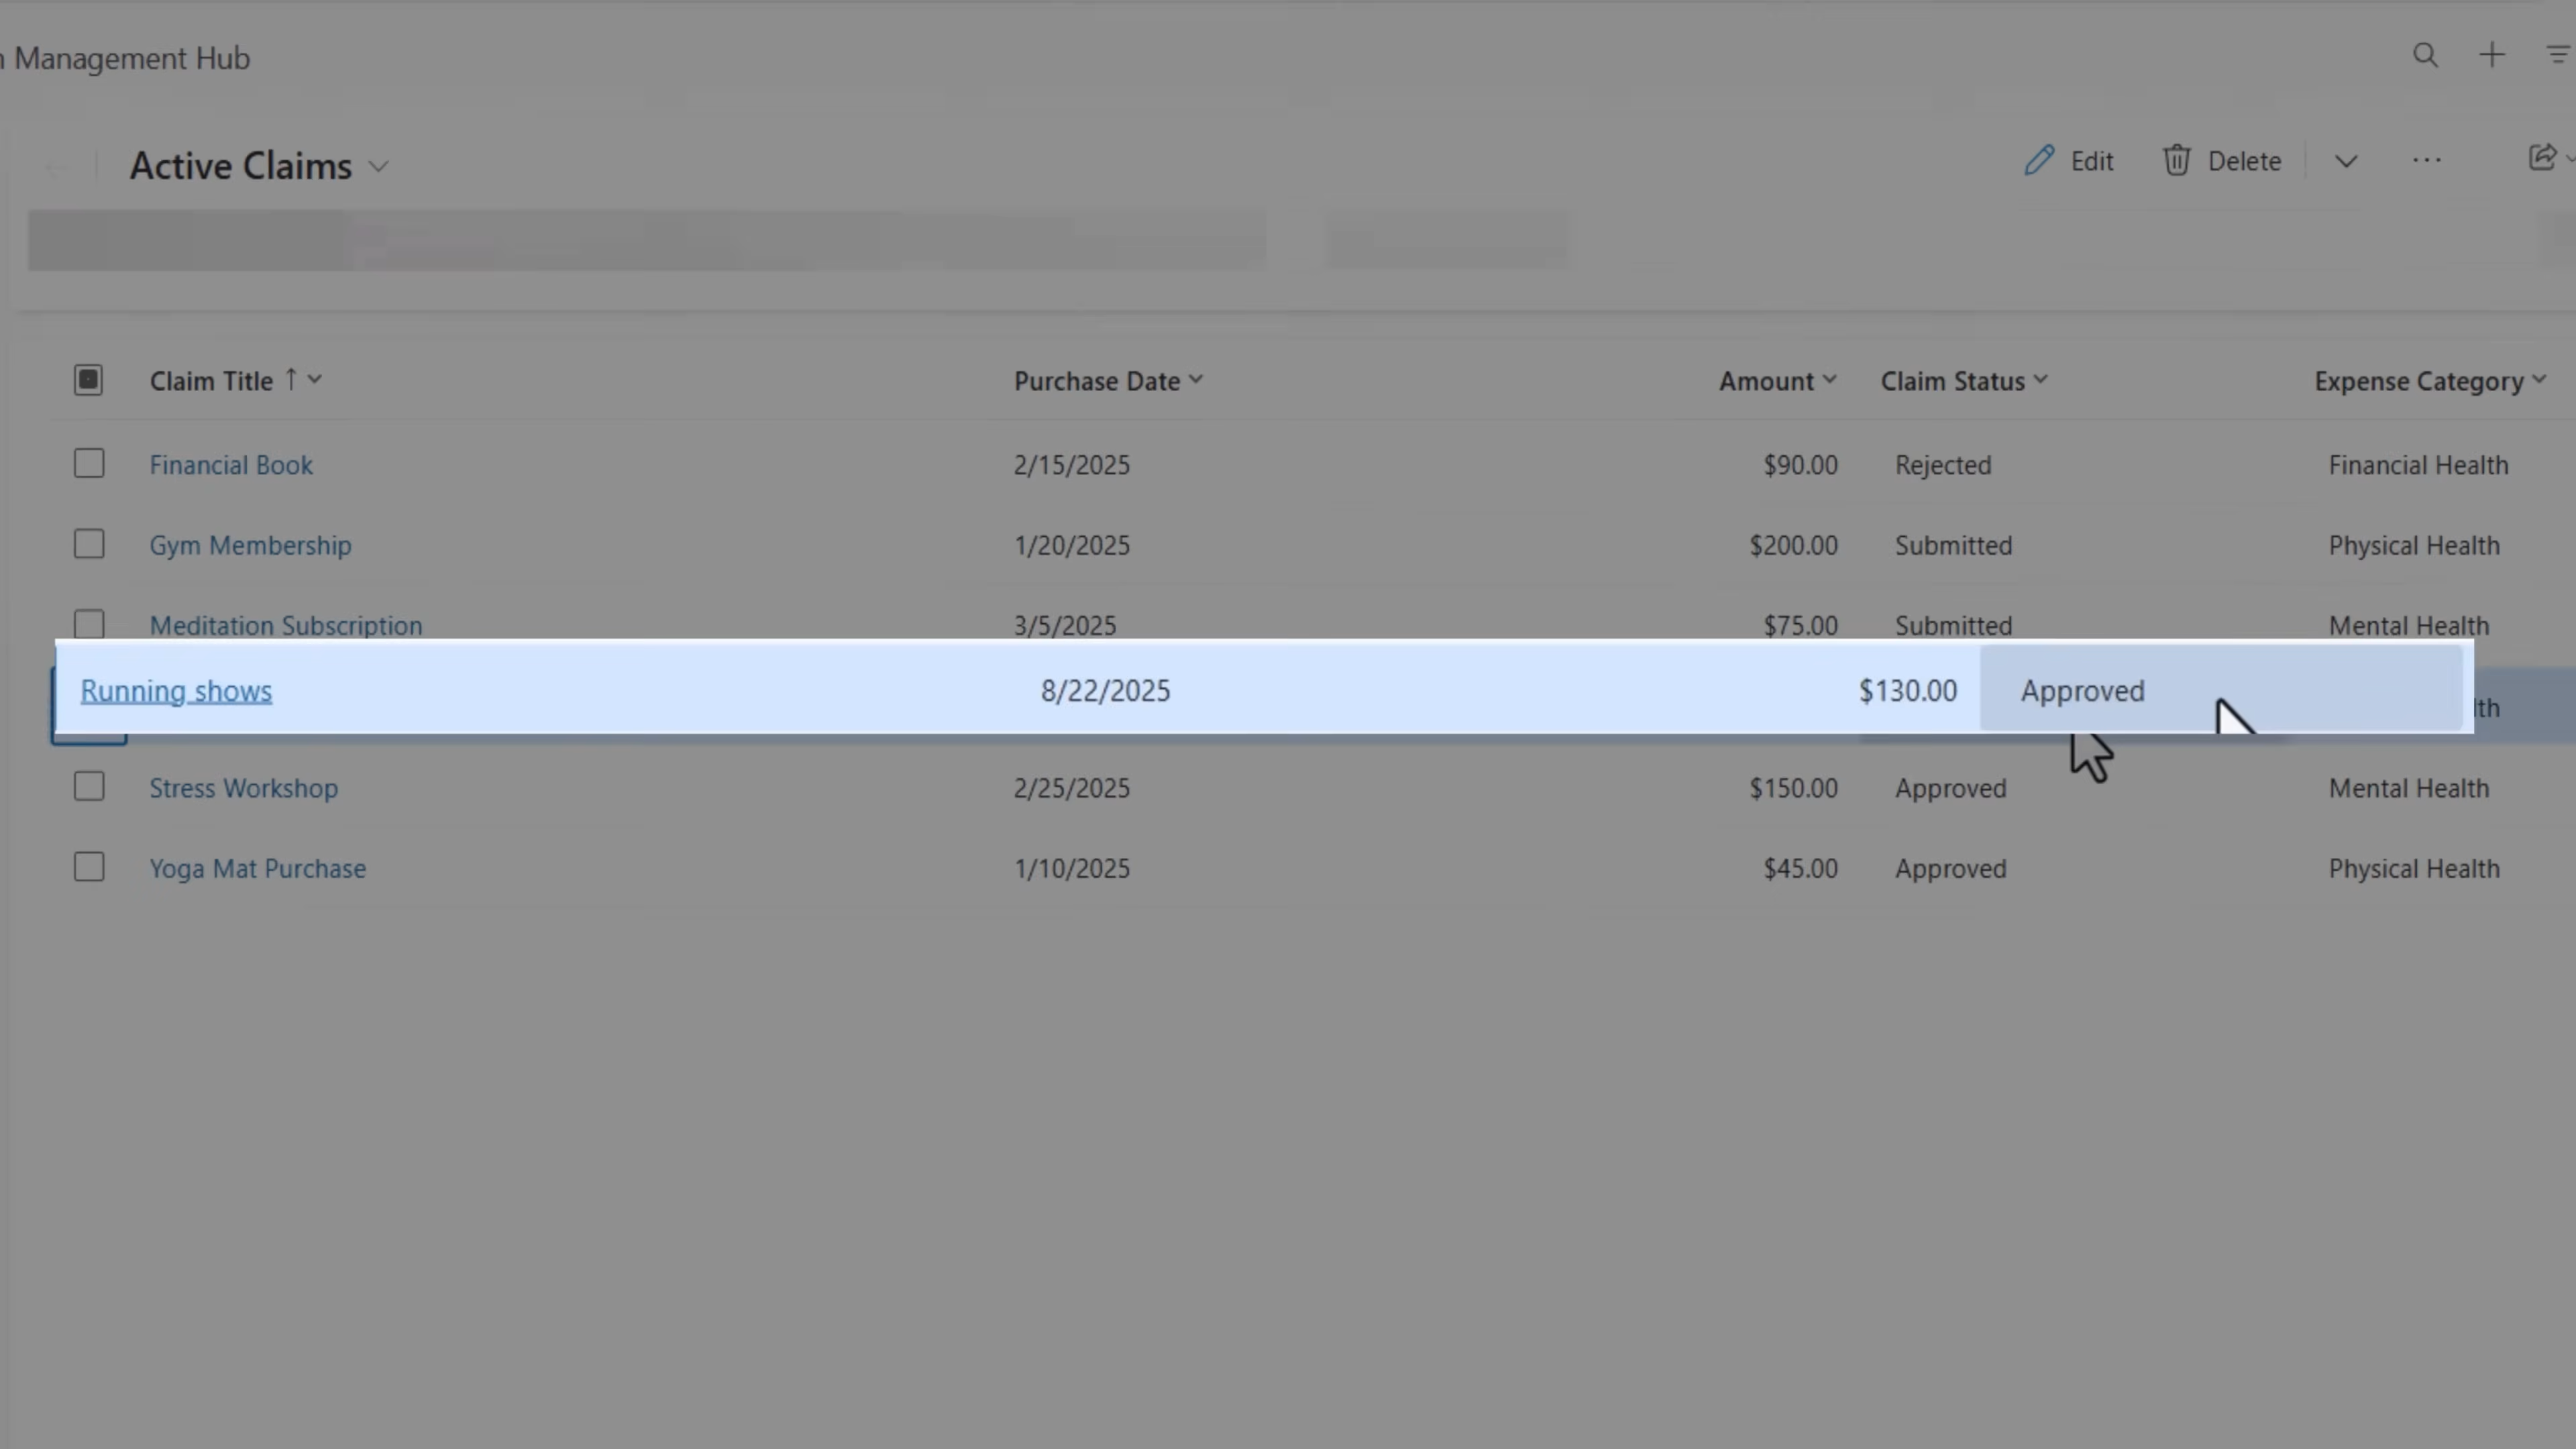 Management Hub
Active Claims
Edit Delete
Claim Title Purchase Date Amount Claim Status Expense Category
Financial Book 2/15/2025 $90.00 Rejected Financial Health
Gym Membership 1/20/2025 $200.00 Submitted Physical Health
Meditation Subscription 3/5/2025 $75.00 Submitted Mental Health
Running shows 8/22/2025 $130.00 Approved
Stress Workshop 2/25/2025 $150.00 Approved Mental Health
Yoga Mat Purchase 1/10/2025 $45.00 Approved Physical Health